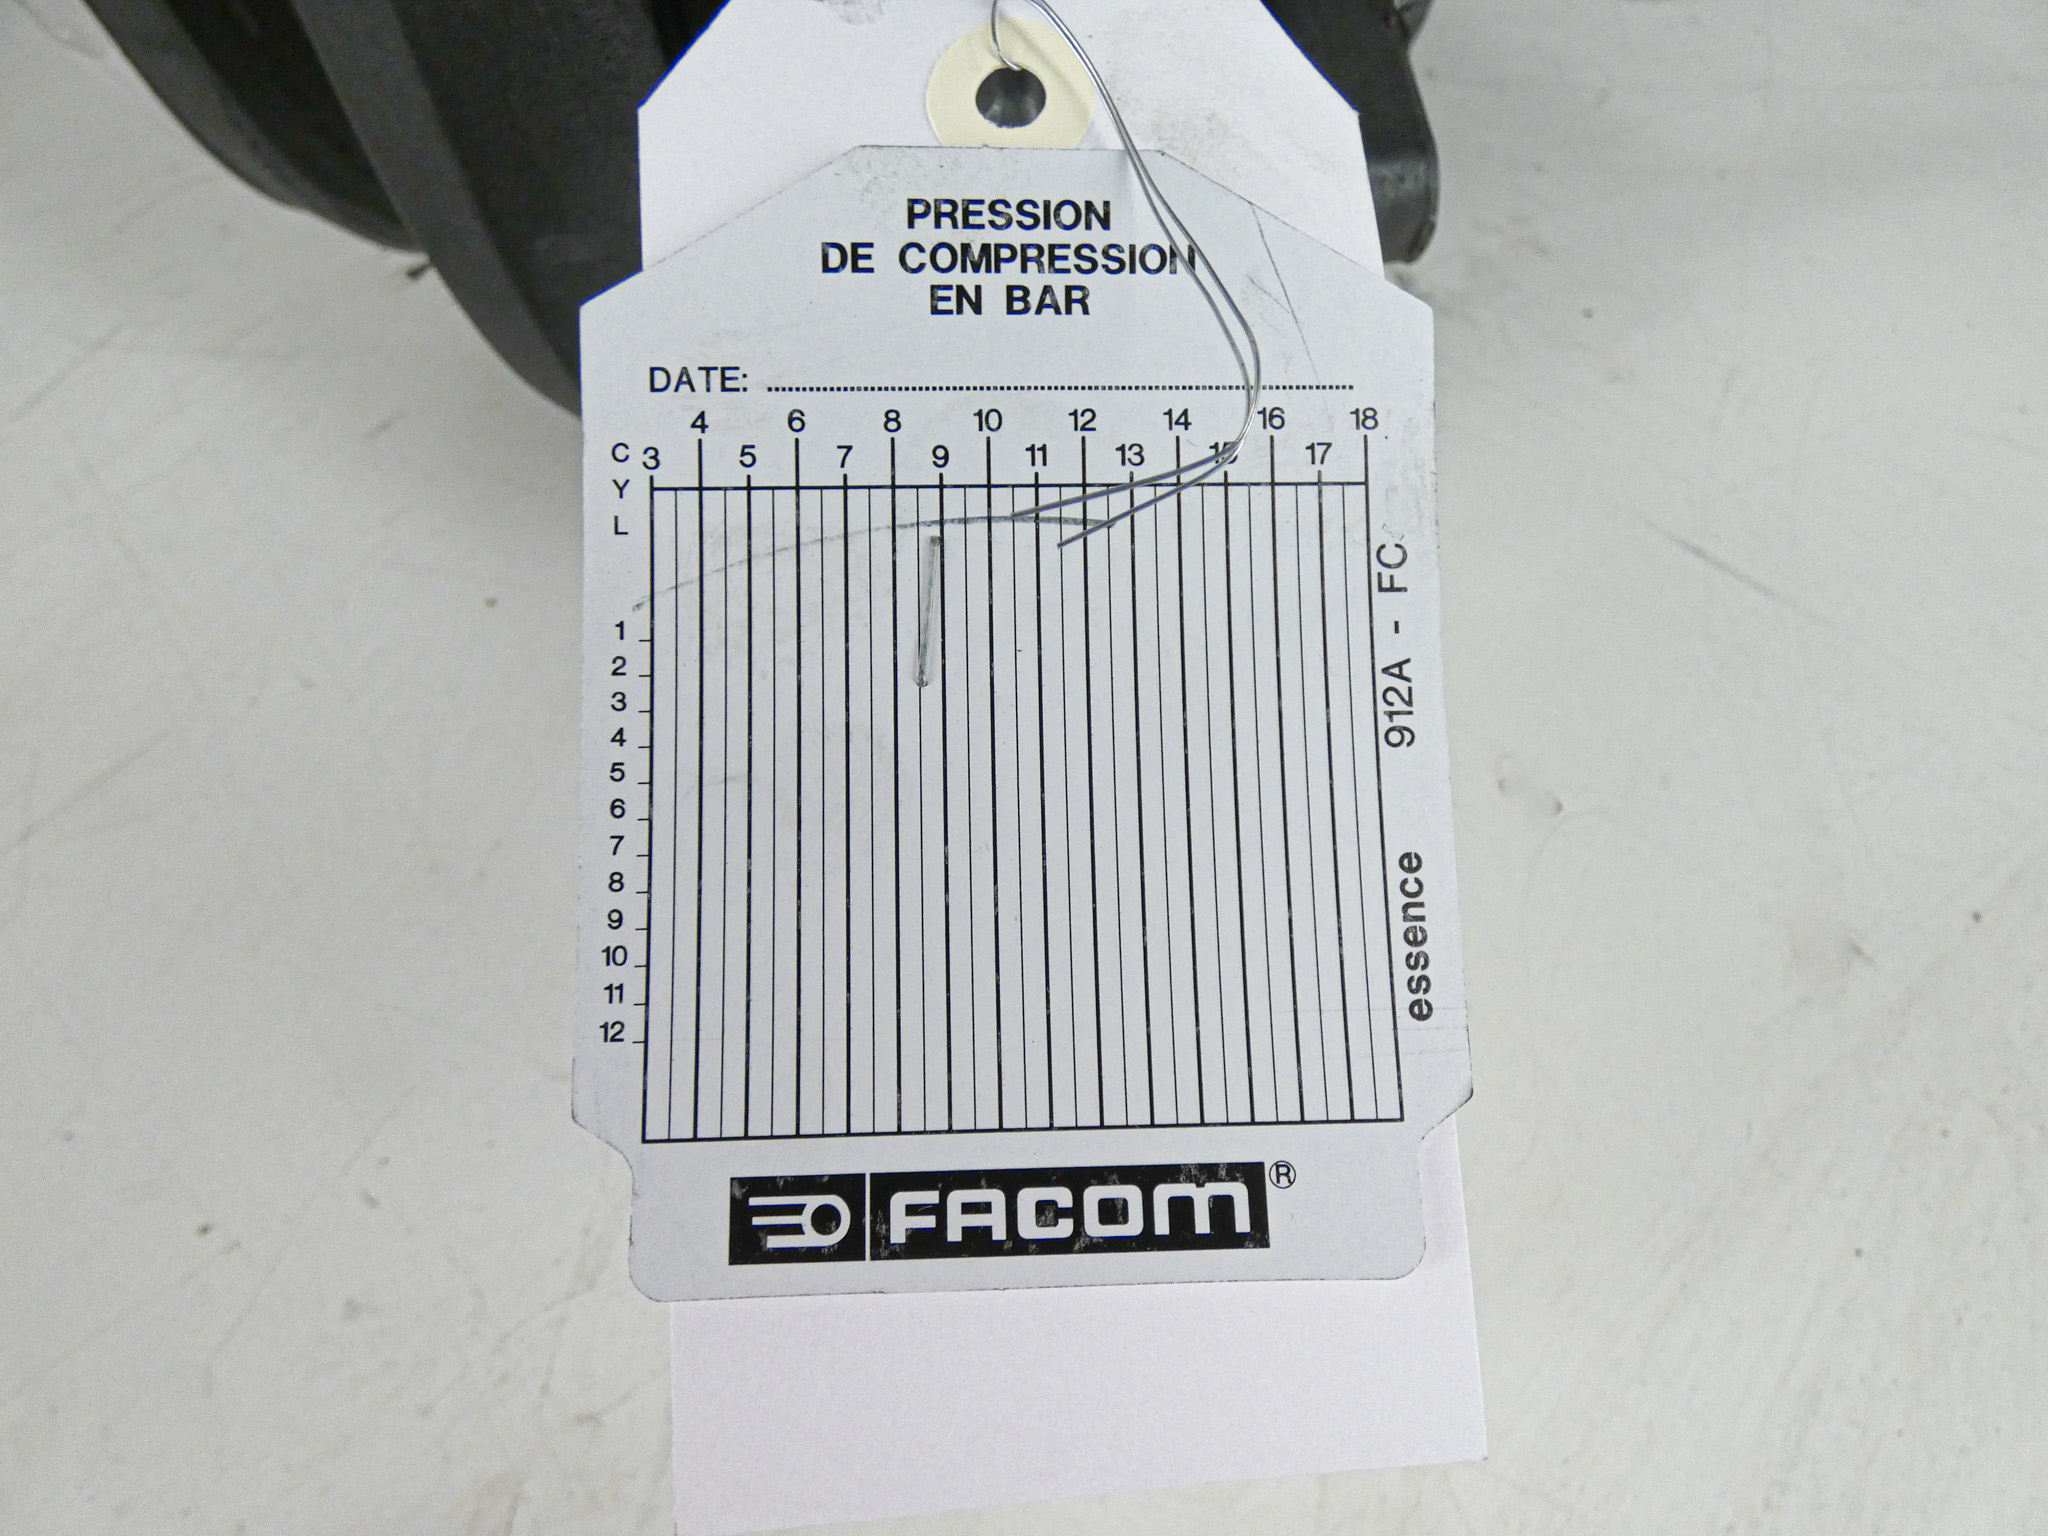 PRESSION
DE COMPRESSION
EN BAR
DATE:
4 6 8 10 12 14 16 18
C 3 5 7 9 11 13 15 17
Y
L
1
2
3
4
5
6
7
8
9
10
11
12
912A - FC
essence
FACOM®